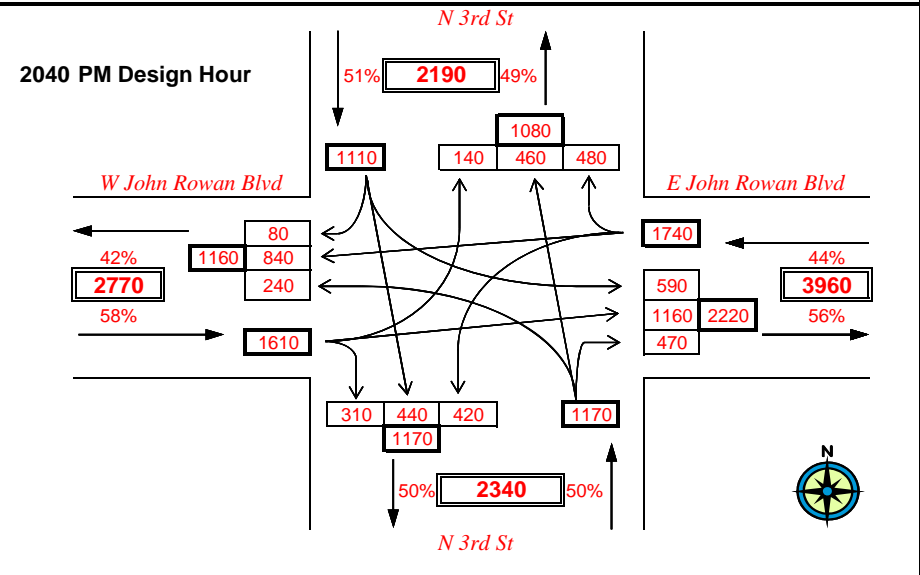 N 3rd St
2040 PM Design Hour
51% 2190 49%
1080
1110 140 460 480
W John Rowan Blvd E John Rowan Blvd
80 1740
42% 1160 840 44%
2770 240 590 3960
58% 1160 2220 56%
1610 470
310 440 420 1170
1170
N
50% 2340 50%
N 3rd St